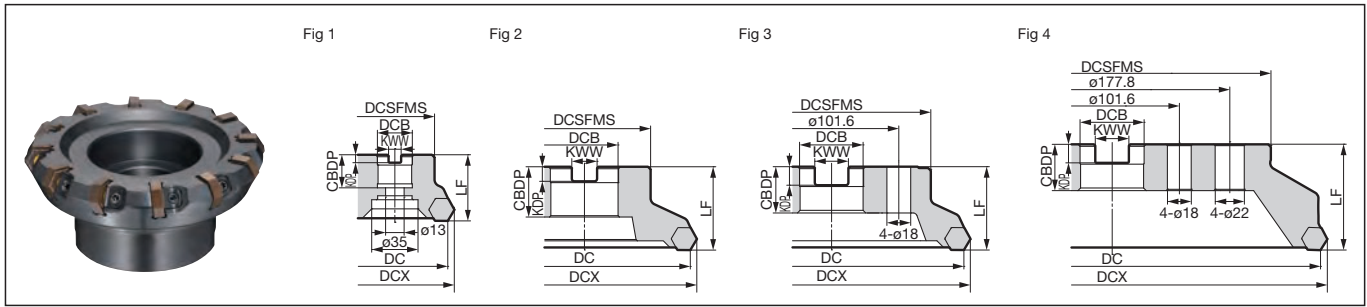 Fig 1
Fig 2
Fig 3
Fig 4
DCSFMS
DCB
KWW
CBDP
KDP
LF
ø13
ø35
DC
DCX
DCSFMS
DCB
KWW
CBDP
KDP
LF
DC
DCX
DCSFMS
ø101.6
DCB
KWW
CBDP
KDP
LF
4-ø18
DC
DCX
DCSFMS
ø177.8
ø101.6
DCB
KWW
CBDP
KDP
LF
4-ø18
4-ø22
DC
DCX